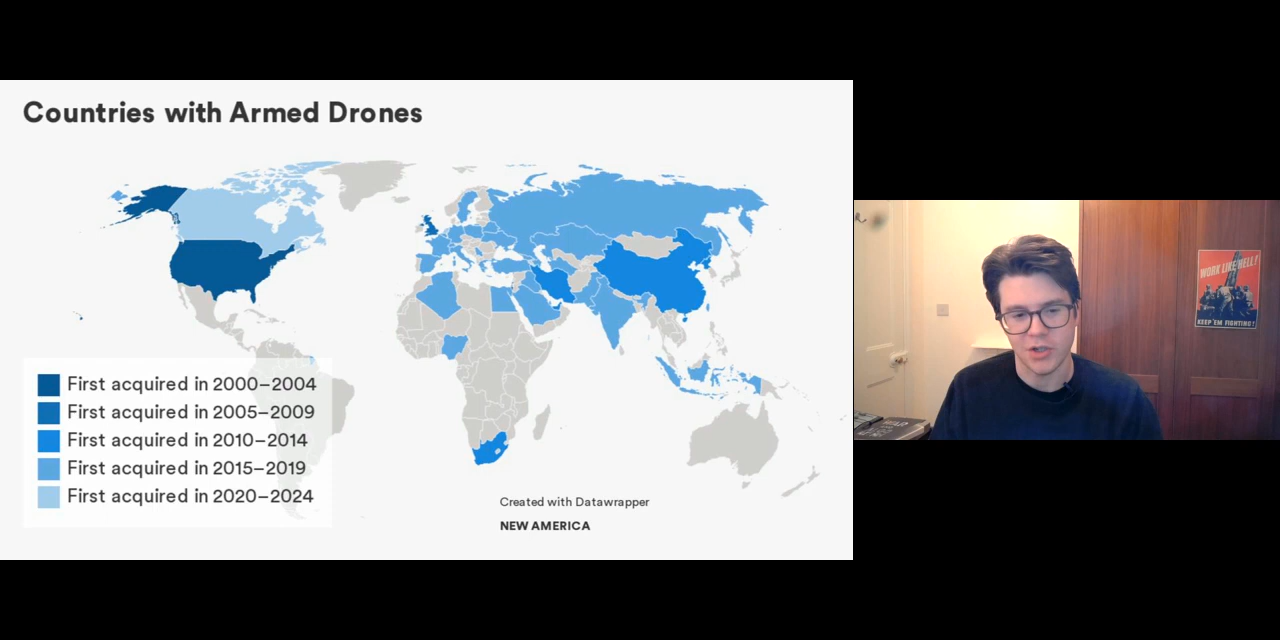 Countries with Armed Drones
First acquired in 2000–2004
First acquired in 2005–2009
First acquired in 2010–2014
First acquired in 2015–2019
First acquired in 2020–2024
Created with Datawrapper
NEW AMERICA
WORK LIKE HELL!
KEEP 'EM FIGHTING!
WAR